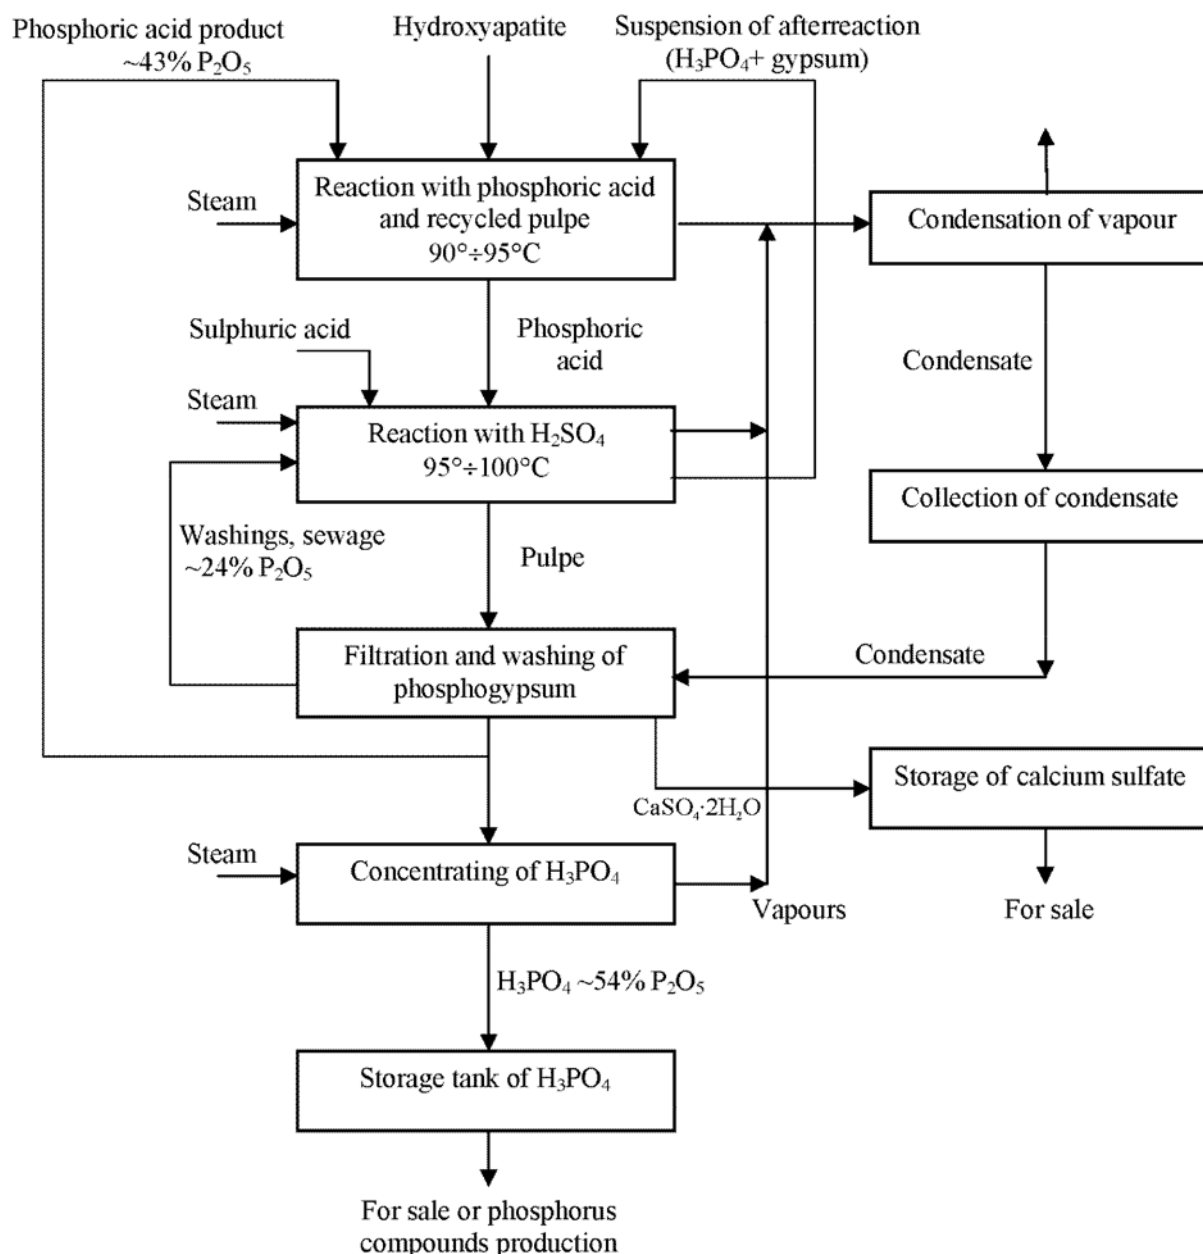 Phosphoric acid product
~43% P₂O₅
Hydroxyapatite
Suspension of afterreaction
(H₃PO₄+ gypsum)
Reaction with phosphoric acid
and recycled pulpe
90°÷95°C
Steam
Condensation of vapour
Sulphuric acid
Phosphoric
acid
Condensate
Steam
Reaction with H₂SO₄
95°÷100°C
Collection of condensate
Washings, sewage
~24% P₂O₅
Pulpe
Filtration and washing of
phosphogypsum
Condensate
Storage of calcium sulfate
CaSO₄·2H₂O
Steam
Concentrating of H₃PO₄
Vapours
For sale
H₃PO₄ ~54% P₂O₅
Storage tank of H₃PO₄
For sale or phosphorus
compounds production